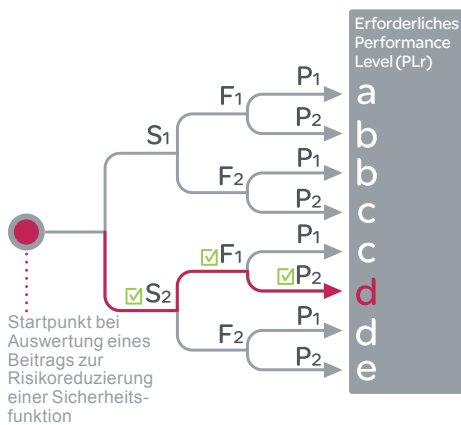 Erforderliches
Performance
Level (PLr)
P1
a
F1
P2
b
S1
P1
b
F2
P2
c
P1
c
F1
P2
d
S2
P1
d
F2
P2
e
Startpunkt bei
Auswertung eines
Beitrags zur
Risikoreduzierung
einer Sicherheits-
funktion